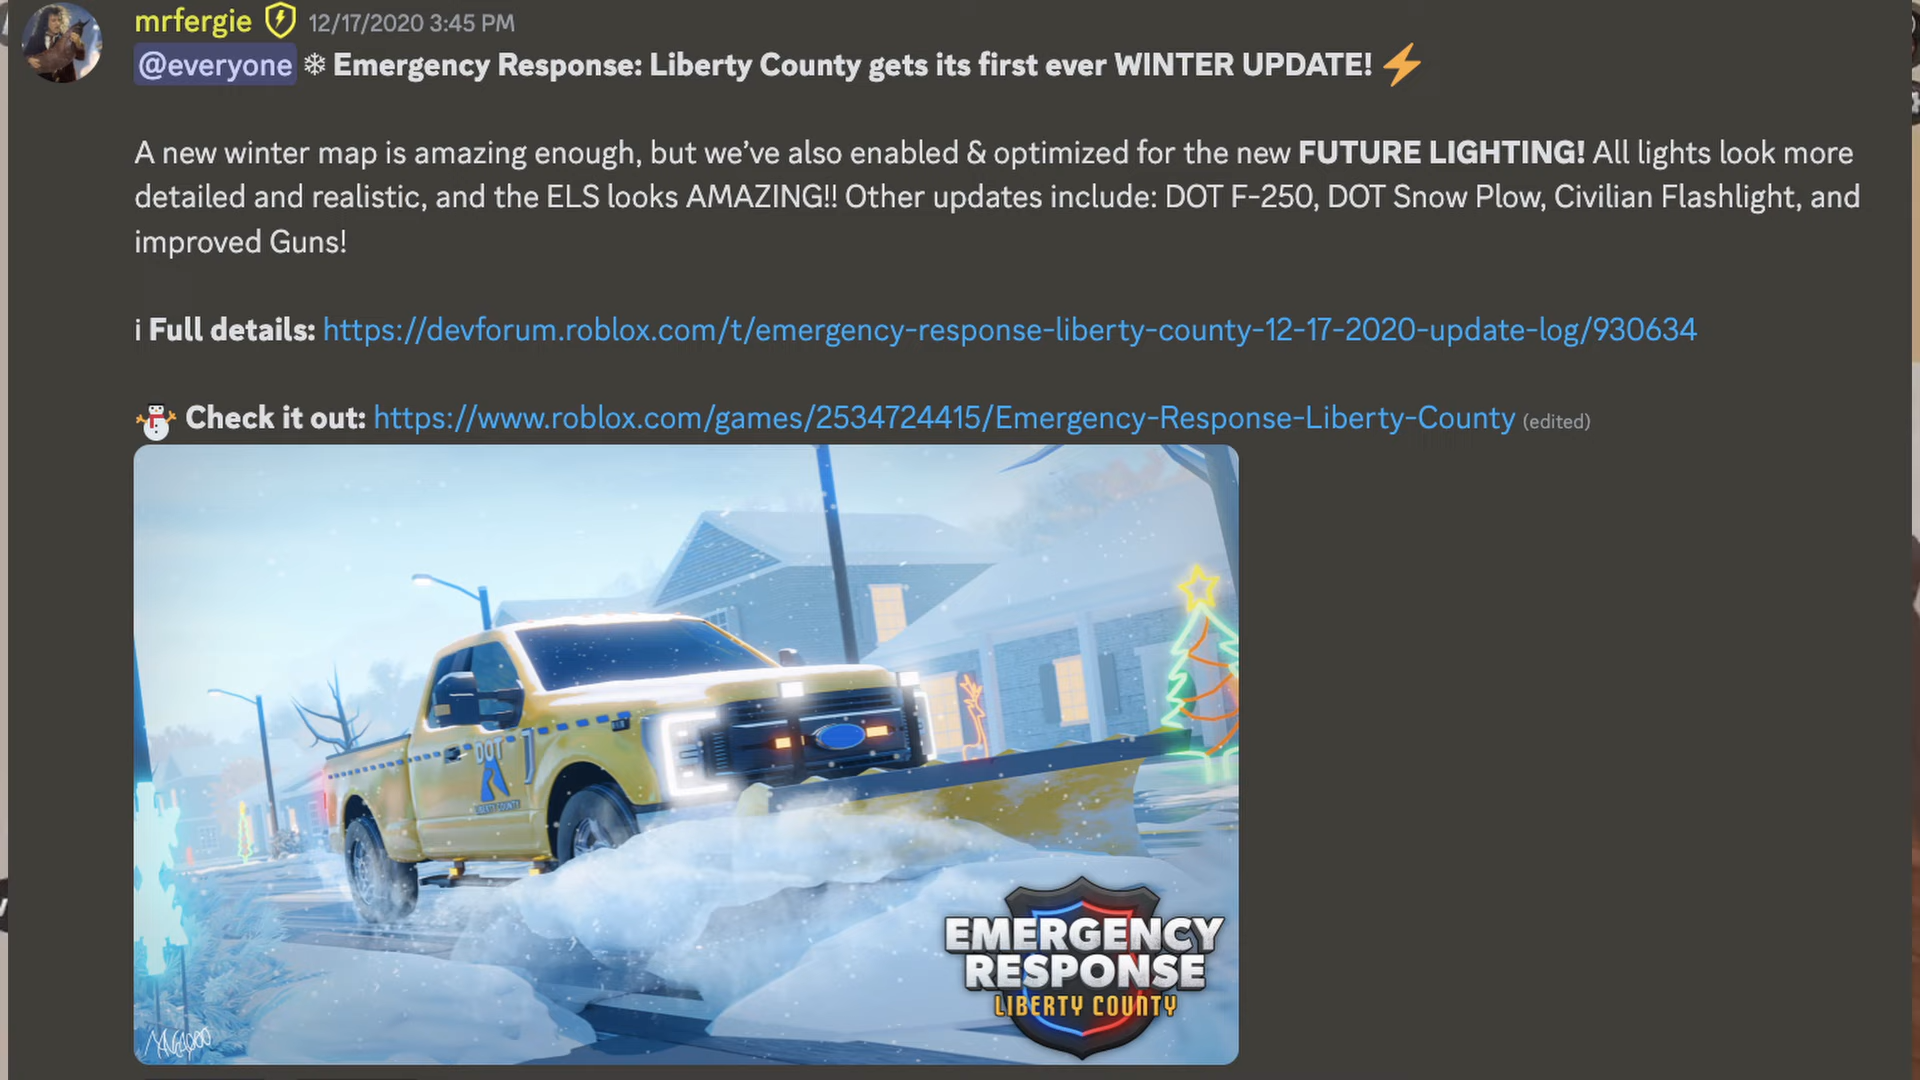 mrfergie 12/17/2020 3:45 PM
@everyone ❄ Emergency Response: Liberty County gets its first ever WINTER UPDATE! ⚡
A new winter map is amazing enough, but we've also enabled & optimized for the new FUTURE LIGHTING! All lights look more
detailed and realistic, and the ELS looks AMAZING!! Other updates include: DOT F-250, DOT Snow Plow, Civilian Flashlight, and
improved Guns!
i Full details: https://devforum.roblox.com/t/emergency-response-liberty-county-12-17-2020-update-log/930634
⛄ Check it out: https://www.roblox.com/games/2534724415/Emergency-Response-Liberty-County (edited)
DOT
LIBERTY COUNTY
EMERGENCY
RESPONSE
LIBERTY COUNTY